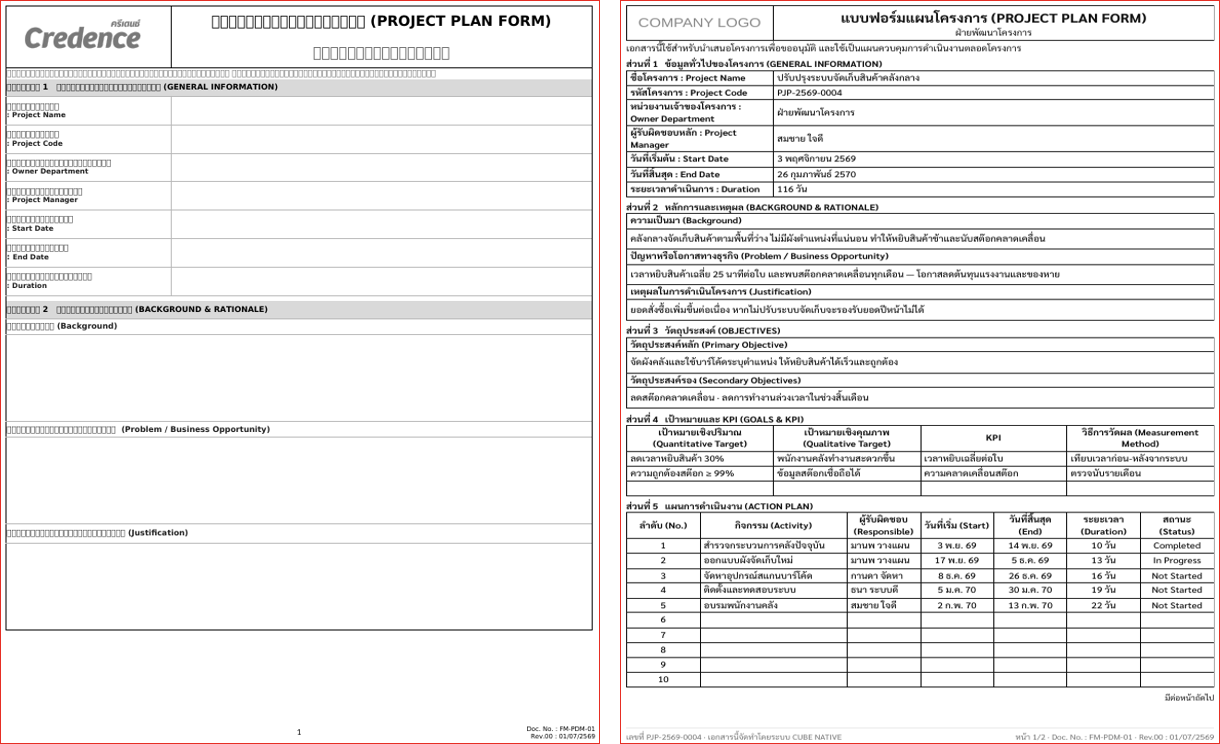 ครีเดนซ์
Credence
(PROJECT PLAN FORM)
1 (GENERAL INFORMATION)
: Project Name
: Project Code
: Owner Department
: Project Manager
: Start Date
: End Date
: Duration
2 (BACKGROUND & RATIONALE)
(Background)
(Problem / Business Opportunity)
(Justification)
1
Doc. No. : FM-PDM-01
Rev.00 : 01/07/2569
COMPANY LOGO
แบบฟอร์มแผนโครงการ (PROJECT PLAN FORM)
ฝ่ายพัฒนาโครงการ
เอกสารนี้ใช้สำหรับนำเสนอโครงการเพื่อขออนุมัติ และใช้เป็นแผนควบคุมการดำเนินงานตลอดโครงการ
ส่วนที่ 1 ข้อมูลทั่วไปของโครงการ (GENERAL INFORMATION)
ชื่อโครงการ : Project Name ปรับปรุงระบบจัดเก็บสินค้าคลังกลาง
รหัสโครงการ : Project Code PJP-2569-0004
หน่วยงานเจ้าของโครงการ :
Owner Department ฝ่ายพัฒนาโครงการ
ผู้รับผิดชอบหลัก : Project
Manager สมชาย ใจดี
วันที่เริ่มต้น : Start Date 3 พฤศจิกายน 2569
วันที่สิ้นสุด : End Date 26 กุมภาพันธ์ 2570
ระยะเวลาดำเนินการ : Duration 116 วัน
ส่วนที่ 2 หลักการและเหตุผล (BACKGROUND & RATIONALE)
ความเป็นมา (Background)
คลังกลางจัดเก็บสินค้าตามพื้นที่ว่าง ไม่มีผังตำแหน่งที่แน่นอน ทำให้หยิบสินค้าช้าและนับสต๊อกคลาดเคลื่อน
ปัญหาหรือโอกาสทางธุรกิจ (Problem / Business Opportunity)
เวลาหยิบสินค้าเฉลี่ย 25 นาทีต่อใบ และพบสต๊อกคลาดเคลื่อนทุกเดือน — โอกาสลดต้นทุนแรงงานและของหาย
เหตุผลในการดำเนินโครงการ (Justification)
ยอดสั่งซื้อเพิ่มขึ้นต่อเนื่อง หากไม่ปรับระบบจัดเก็บจะรองรับยอดปีหน้าไม่ได้
ส่วนที่ 3 วัตถุประสงค์ (OBJECTIVES)
วัตถุประสงค์หลัก (Primary Objective)
จัดผังคลังและใช้บาร์โค้ดระบุตำแหน่ง ให้หยิบสินค้าได้เร็วและถูกต้อง
วัตถุประสงค์รอง (Secondary Objectives)
ลดสต๊อกคลาดเคลื่อน · ลดการทำงานล่วงเวลาในช่วงสิ้นเดือน
ส่วนที่ 4 เป้าหมายและ KPI (GOALS & KPI)
เป้าหมายเชิงปริมาณ (Quantitative Target) เป้าหมายเชิงคุณภาพ (Qualitative Target) KPI วิธีการวัดผล (Measurement Method)
ลดเวลาหยิบสินค้า 30% พนักงานคลังทำงานสะดวกขึ้น เวลาหยิบเฉลี่ยต่อใบ เทียบเวลาก่อน-หลังจากระบบ
ความถูกต้องสต๊อก ≥ 99% ข้อมูลสต๊อกเชื่อถือได้ ความคลาดเคลื่อนสต๊อก ตรวจนับรายเดือน
ส่วนที่ 5 แผนการดำเนินงาน (ACTION PLAN)
ลำดับ (No.) กิจกรรม (Activity) ผู้รับผิดชอบ (Responsible) วันที่เริ่ม (Start) วันที่สิ้นสุด (End) ระยะเวลา (Duration) สถานะ (Status)
1 สำรวจกระบวนการคลังปัจจุบัน มานพ วางแผน 3 พ.ย. 69 14 พ.ย. 69 10 วัน Completed
2 ออกแบบผังจัดเก็บใหม่ มานพ วางแผน 17 พ.ย. 69 5 ธ.ค. 69 13 วัน In Progress
3 จัดหาอุปกรณ์สแกนบาร์โค้ด กานดา จัดหา 8 ธ.ค. 69 26 ธ.ค. 69 16 วัน Not Started
4 ติดตั้งและทดสอบระบบ ธนา ระบบดี 5 ม.ค. 70 30 ม.ค. 70 19 วัน Not Started
5 อบรมพนักงานคลัง สมชาย ใจดี 2 ก.พ. 70 13 ก.พ. 70 22 วัน Not Started
6
7
8
9
10
มีต่อหน้าถัดไป
เลขที่ PJP-2569-0004 · เอกสารนี้จัดทำโดยระบบ CUBE NATIVE หน้า 1/2 · Doc. No. : FM-PDM-01 · Rev.00 : 01/07/2569